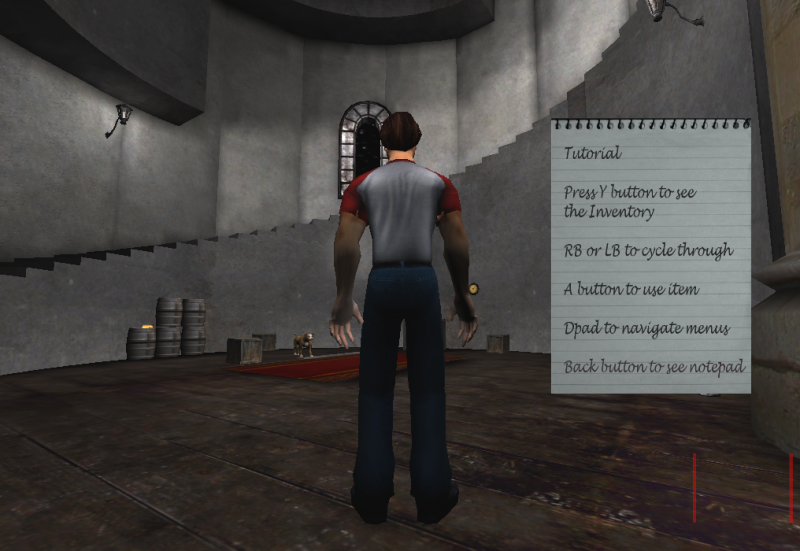 Tutorial
Press Y button to see
the Inventory
RB or LB to cycle through
A button to use item
Dpad to navigate menus
Back button to see notepad